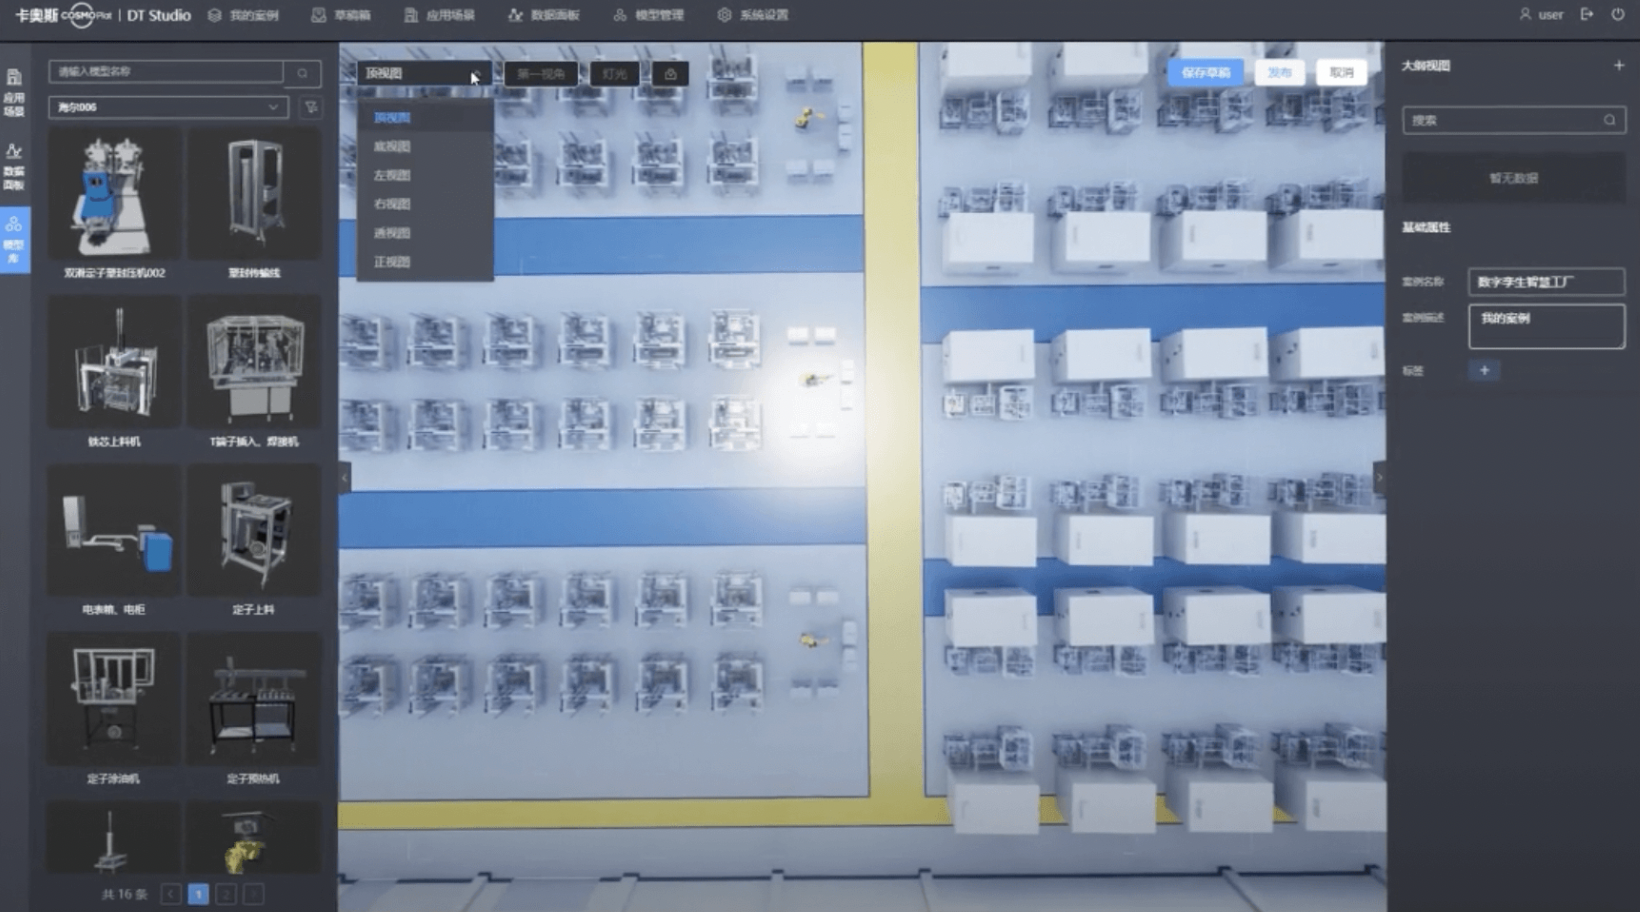 卡奥斯 COSMOPlat | DT Studio
我的案例
草稿箱
应用场景
数据面板
模型管理
系统设置
user
应用
场景
数据
面板
模型
库
请输入模型名称
海尔006
双滑定子塑封压机002
塑封传输线
铁芯上料机
T端子插入、焊接机
电表箱、电柜
定子上料
定子涂油机
定子预热机
共 16 条
1
2
顶视图
第一视角
灯光
顶视图
底视图
左视图
右视图
透视图
正视图
保存草稿
发布
取消
大纲视图
搜索
暂无数据
基础属性
案例名称
数字孪生智慧工厂
案例描述
我的案例
标签